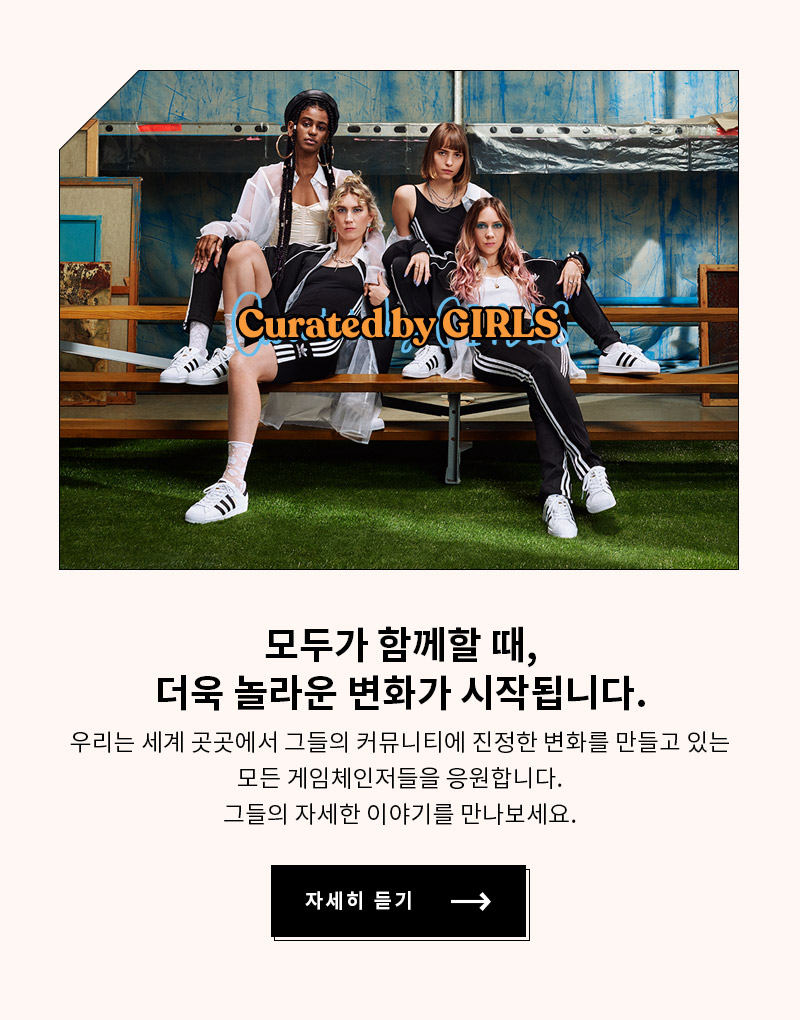 Curated by GIRLS
모두가 함께할 때,
더욱 놀라운 변화가 시작됩니다.
우리는 세계 곳곳에서 그들의 커뮤니티에 진정한 변화를 만들고 있는
모든 게임체인저들을 응원합니다.
그들의 자세한 이야기를 만나보세요.
자세히 듣기